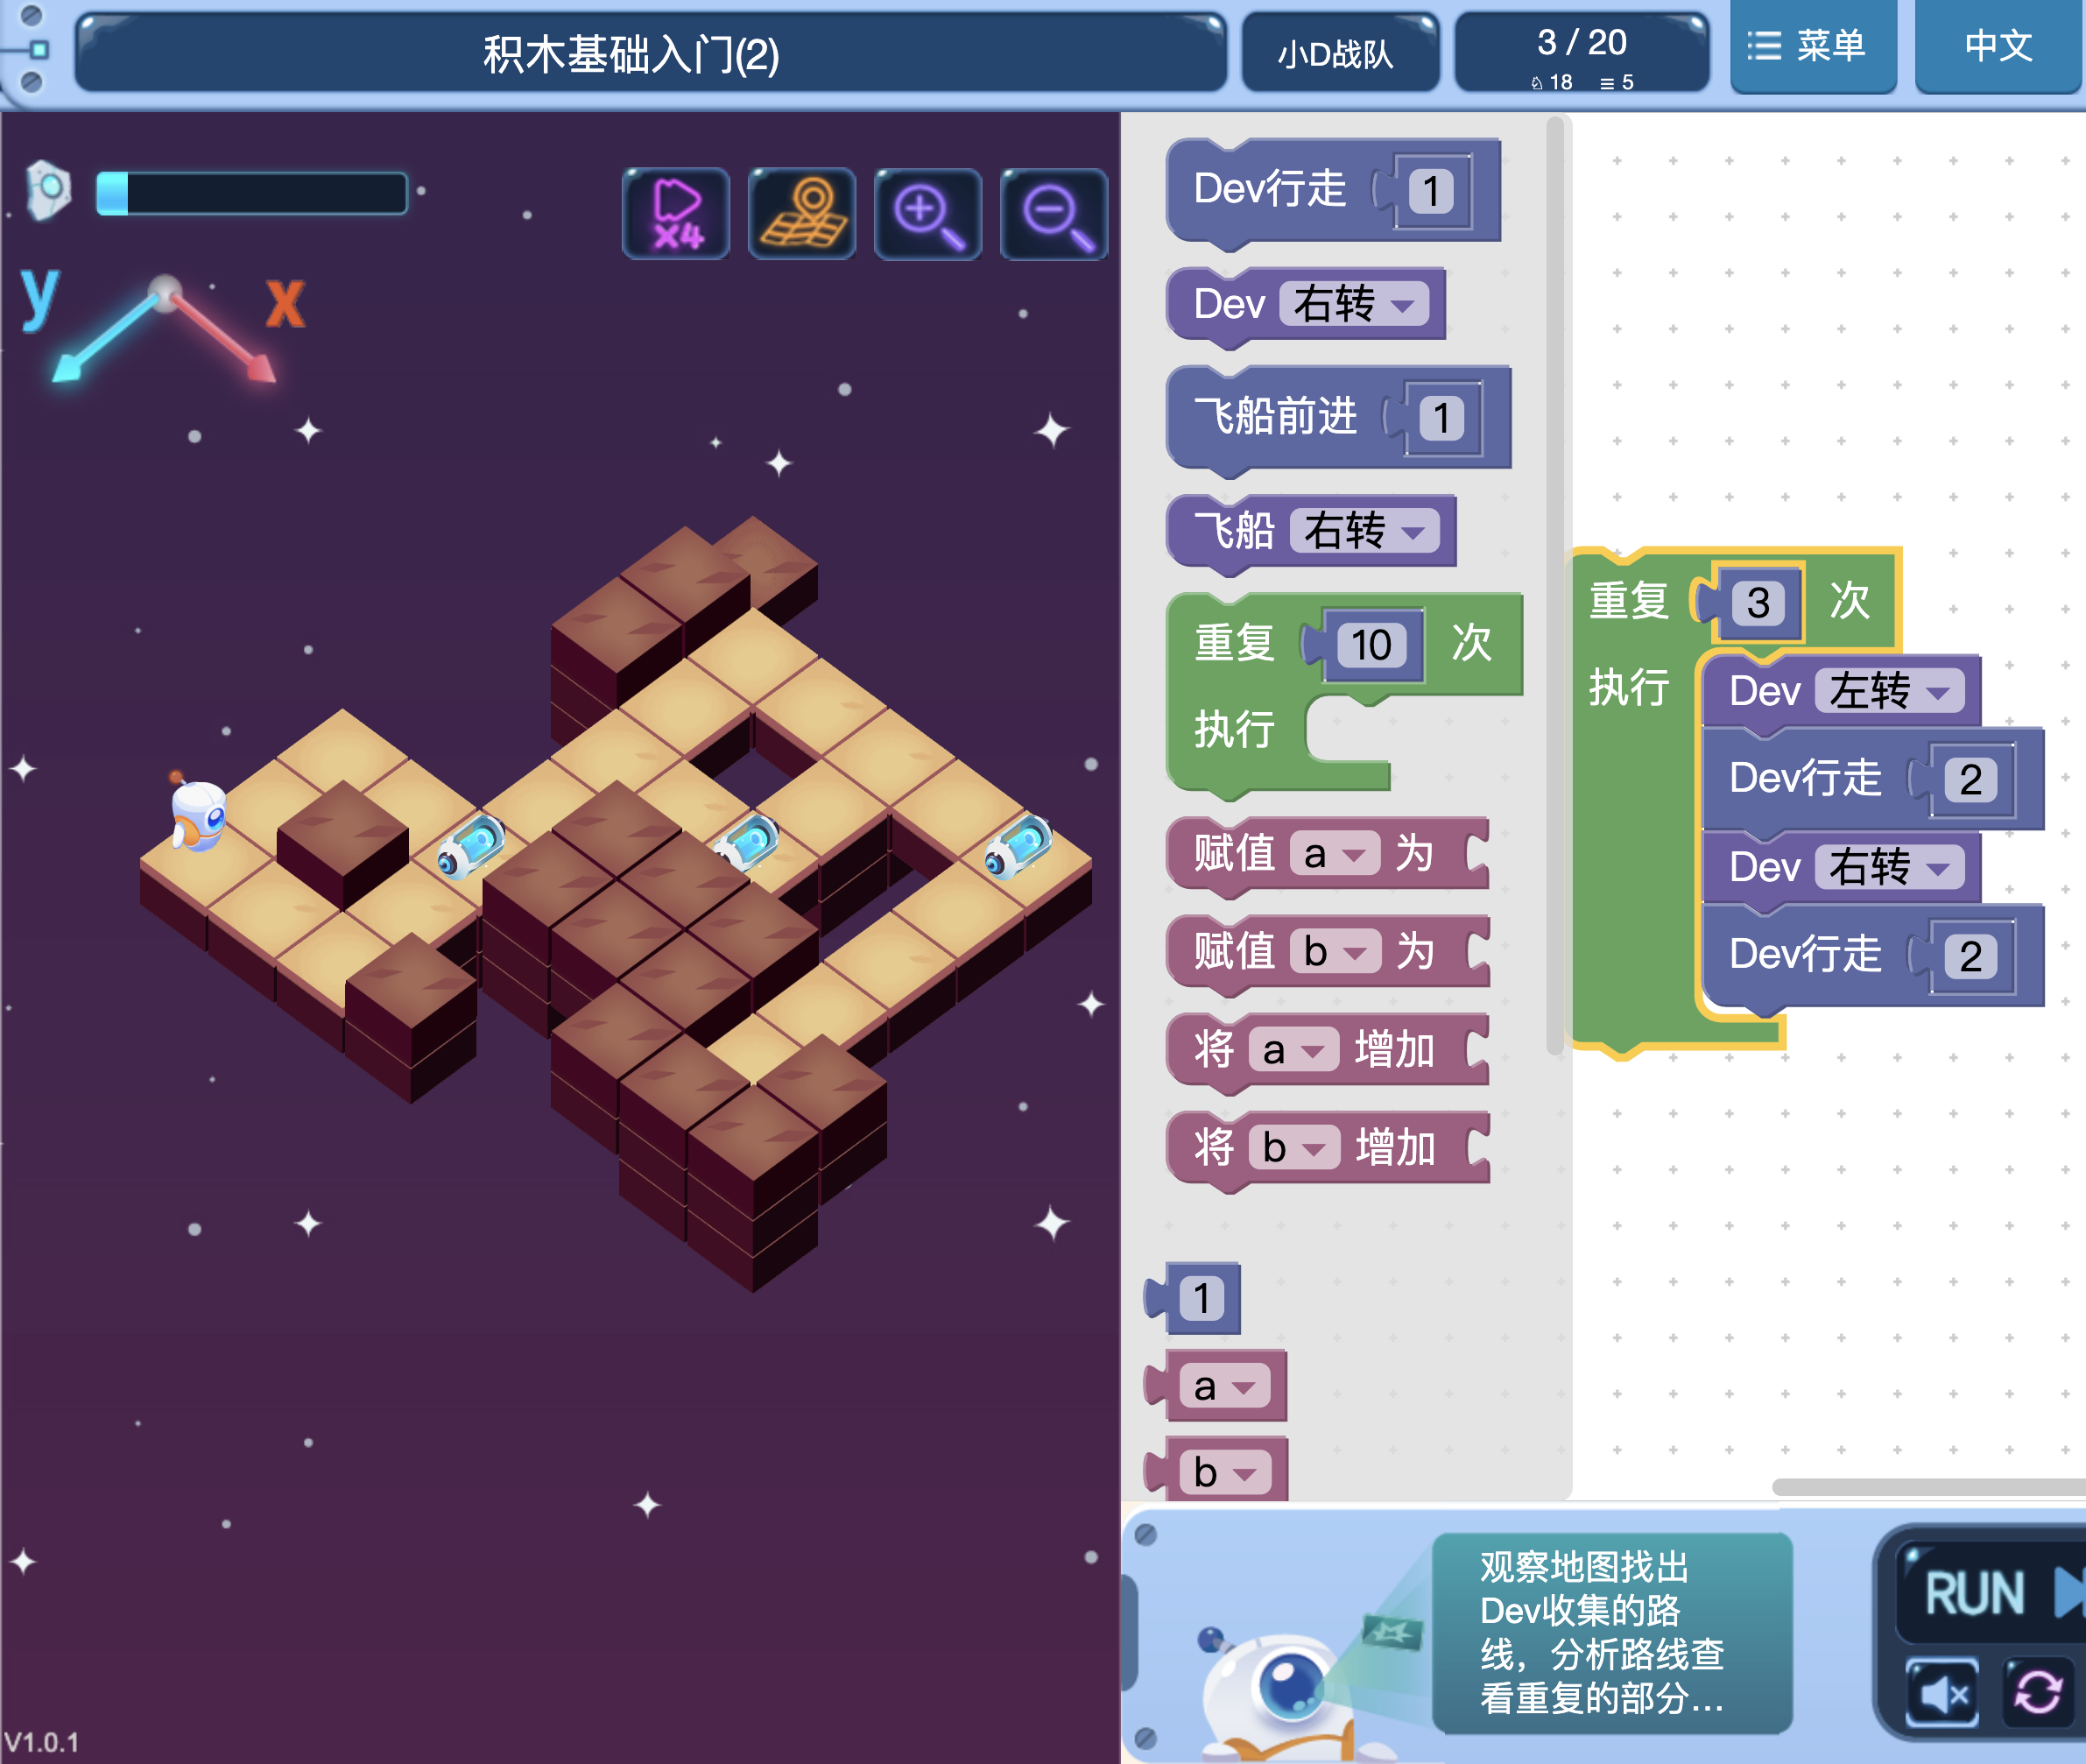 积木基础入门(2)
小D战队
3 / 20
18
5
菜单
中文
X4
y
x
Dev行走 1
Dev 右转
飞船前进 1
飞船 右转
重复 10 次
执行
赋值 a 为
赋值 b 为
将 a 增加
将 b 增加
1
a
b
重复 3 次
执行
Dev 左转
Dev行走 2
Dev 右转
Dev行走 2
观察地图找出
Dev收集的路
线，分析路线查
看重复的部分...
RUN
V1.0.1